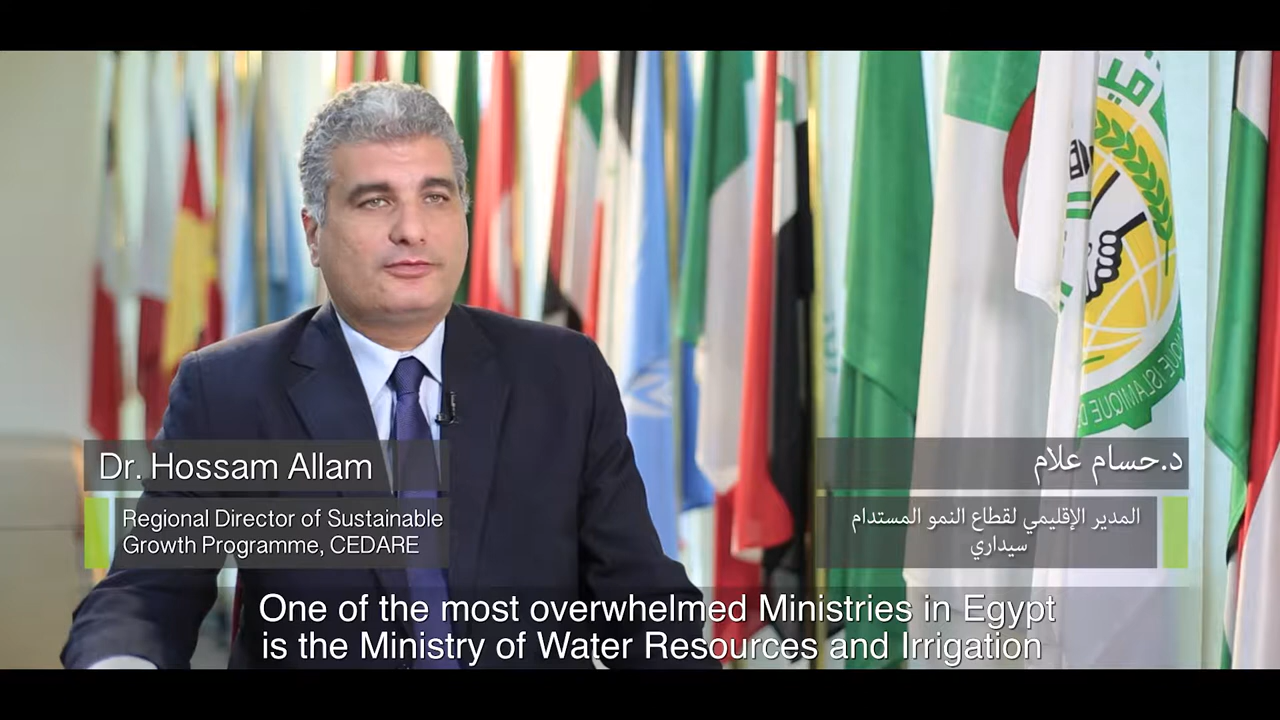 Dr. Hossam Allam
Regional Director of Sustainable
Growth Programme, CEDARE
د.حسام علام
المدير الإقليمي لقطاع النمو المستدام
سيداري
One of the most overwhelmed Ministries in Egypt
is the Ministry of Water Resources and Irrigation